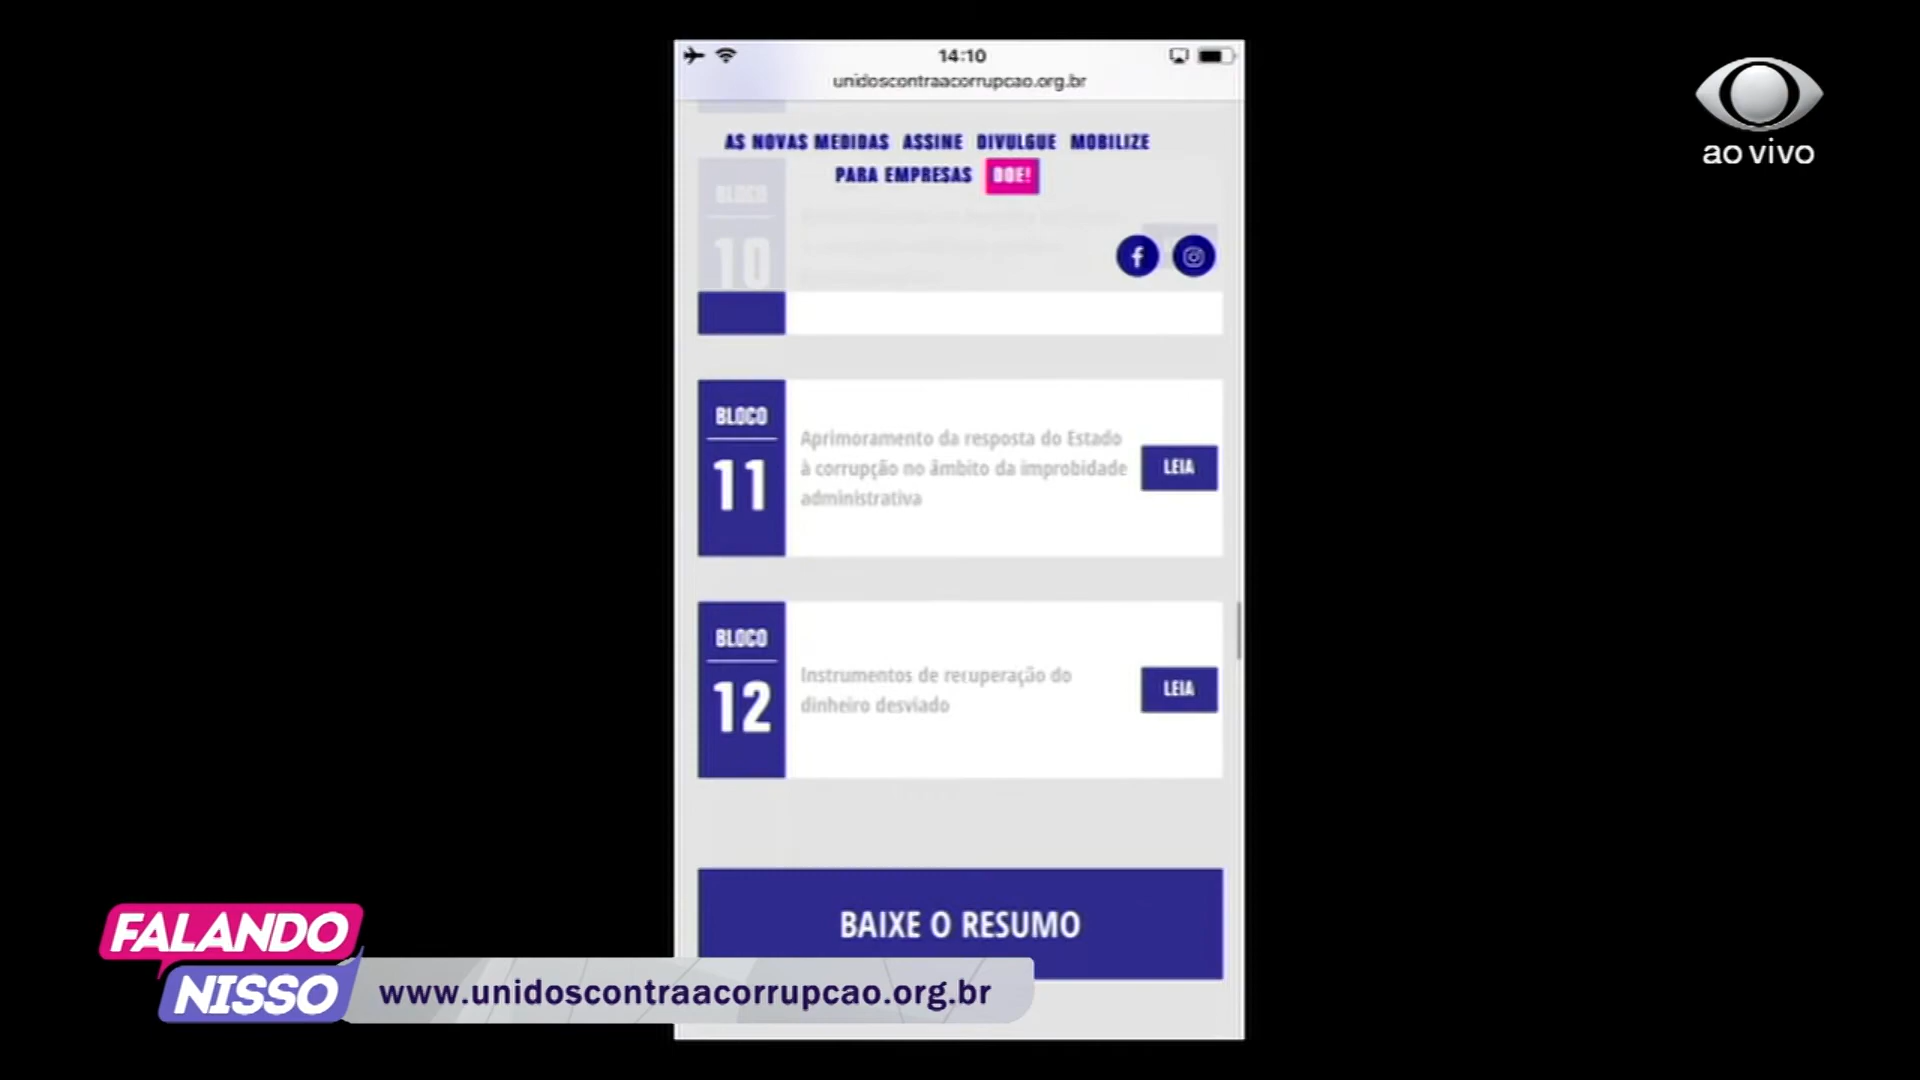 14:10
unidoscontraacorrupcao.org.br
ao vivo
AS NOVAS MEDIDAS ASSINE DIVULGUE MOBILIZE
PARA EMPRESAS DOE!
BLOCO
10
BLOCO
11
Aprimoramento da resposta do Estado
à corrupção no âmbito da improbidade
administrativa
LEIA
BLOCO
12
Instrumentos de recuperação do
dinheiro desviado
LEIA
BAIXE O RESUMO
FALANDO
NISSO
www.unidoscontraacorrupcao.org.br